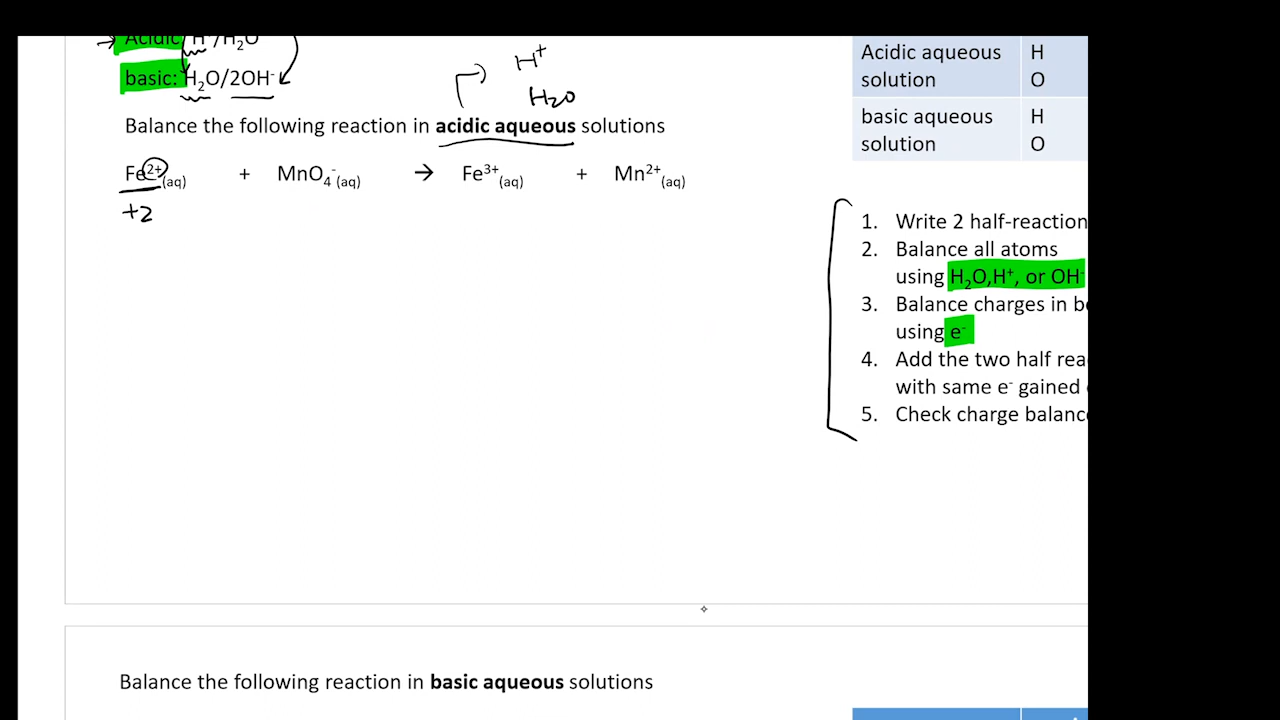 Acidic: H+/H2O
basic: H2O/2OH-
H+
H2O
Balance the following reaction in acidic aqueous solutions
Fe2+(aq) + MnO4-(aq) → Fe3+(aq) + Mn2+(aq)
+2
Acidic aqueous solution H O
basic aqueous solution H O
1. Write 2 half-reaction
2. Balance all atoms
using H2O,H+, or OH-
3. Balance charges in
using e-
4. Add the two half
with same e- gained
5. Check charge
Balance the following reaction in basic aqueous solutions